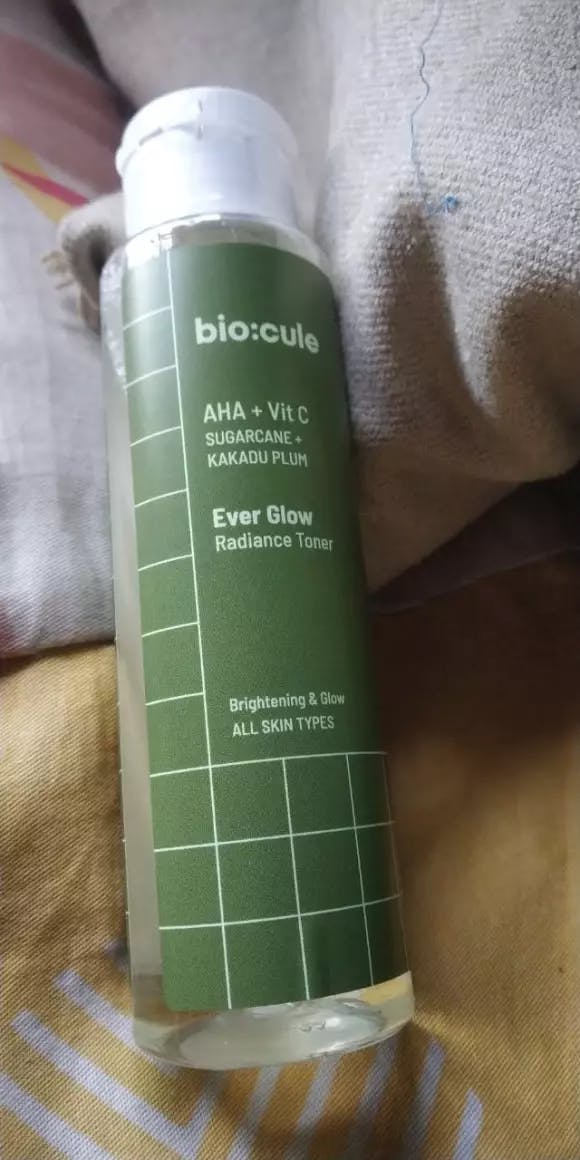 bio:cule
AHA + Vit C
SUGARCANE +
KAKADU PLUM
Ever Glow
Radiance Toner
Brightening & Glow
ALL SKIN TYPES